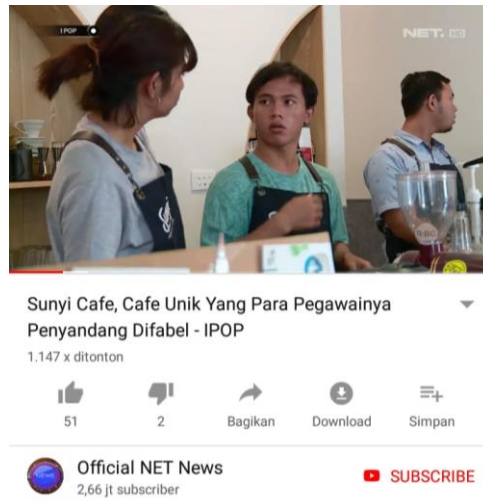 IPOP
NET. HD
Sunyi Cafe, Cafe Unik Yang Para Pegawainya
Penyandang Difabel - IPOP
1.147 x ditonton
51
2
Bagikan
Download
Simpan
Official NET News
2,66 jt subscriber
SUBSCRIBE